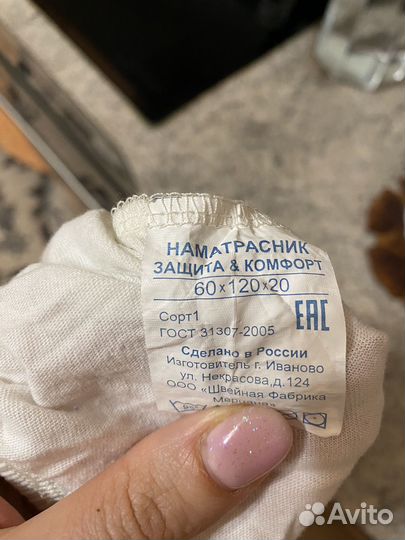 НАМАТРАСНИК
ЗАЩИТА & КОМФОРТ
60х120х20
Сорт1
ГОСТ 31307-2005
EAC
Сделано в России
Изготовитель г. Иваново
ул. Некрасова, д.124
ООО «Швейная Фабрика
Avito